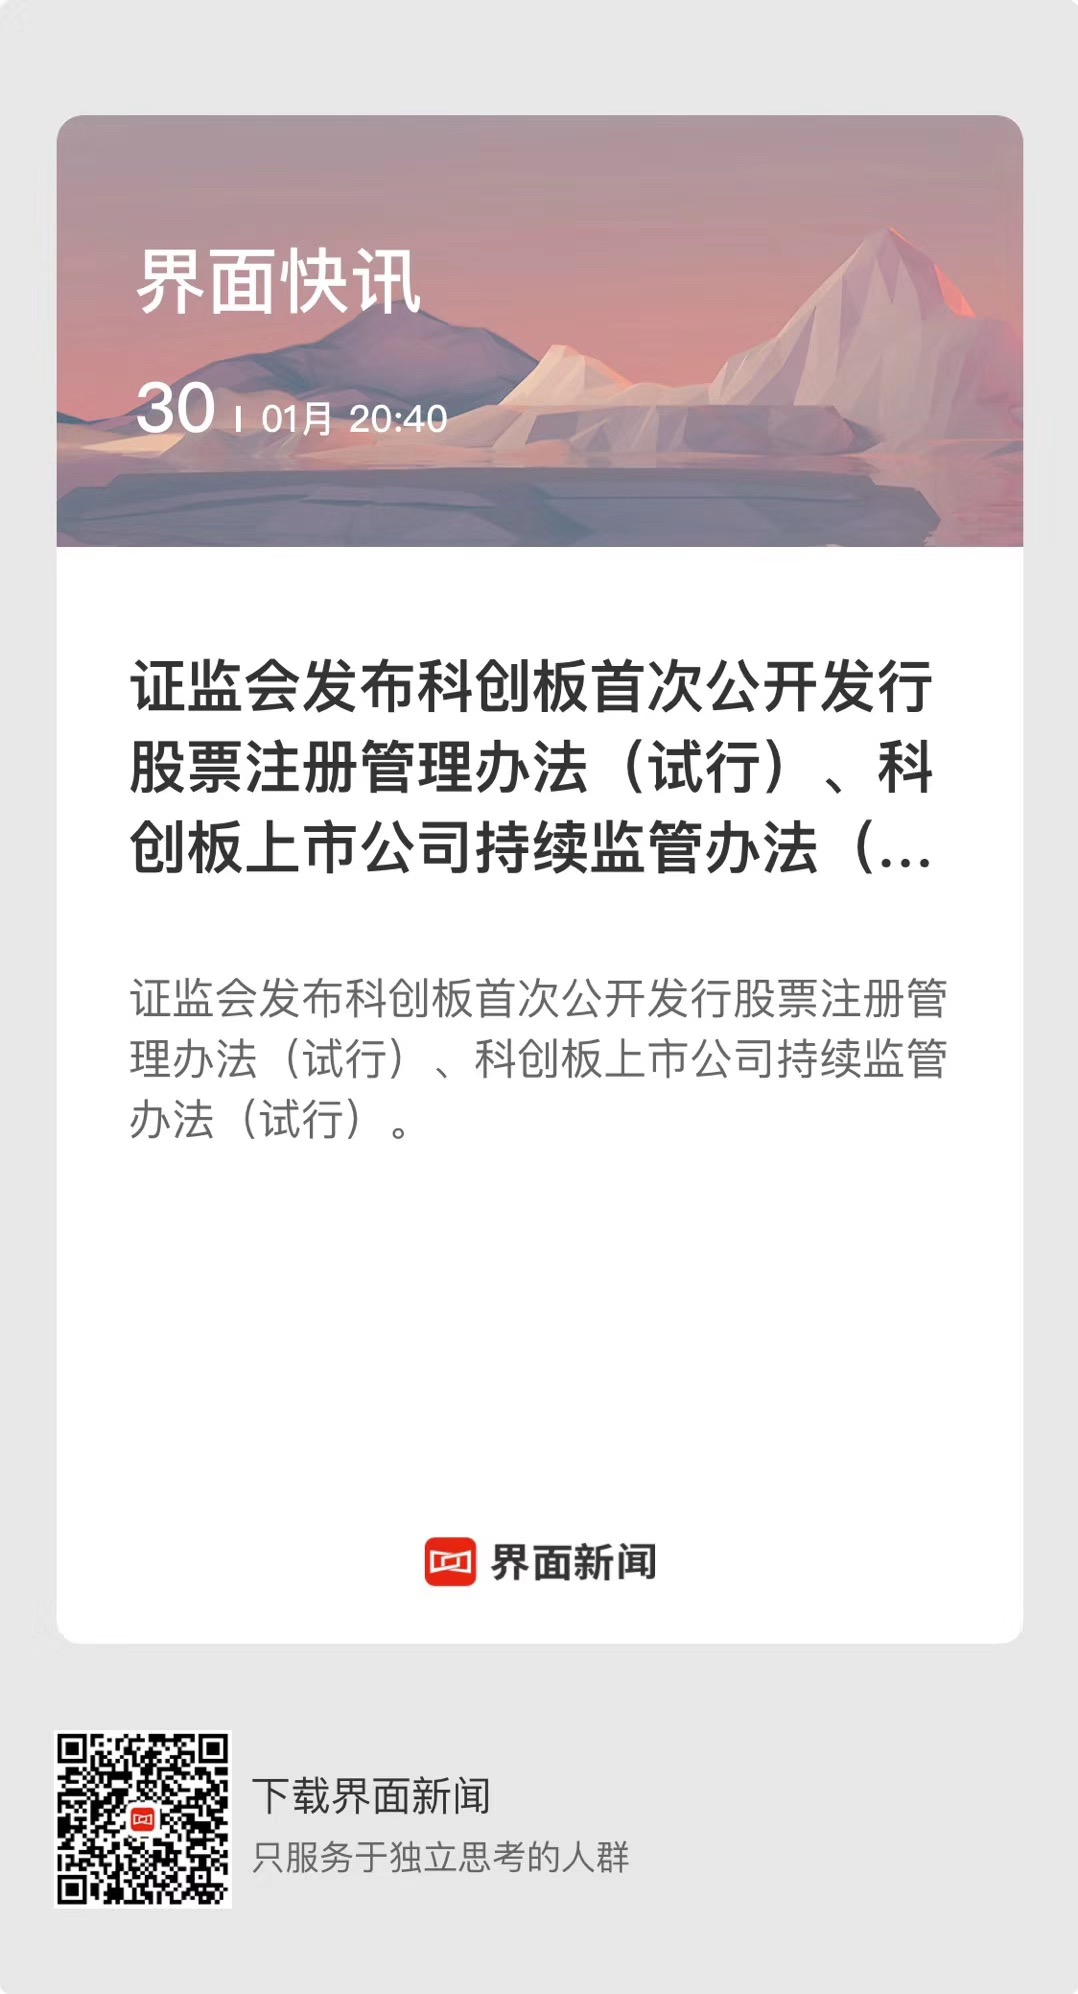 界面快讯
30 | 01月 20:40
证监会发布科创板首次公开发行
股票注册管理办法（试行）、科
创板上市公司持续监管办法（...
证监会发布科创板首次公开发行股票注册管
理办法（试行）、科创板上市公司持续监管
办法（试行）。
界面新闻
下载界面新闻
只服务于独立思考的人群